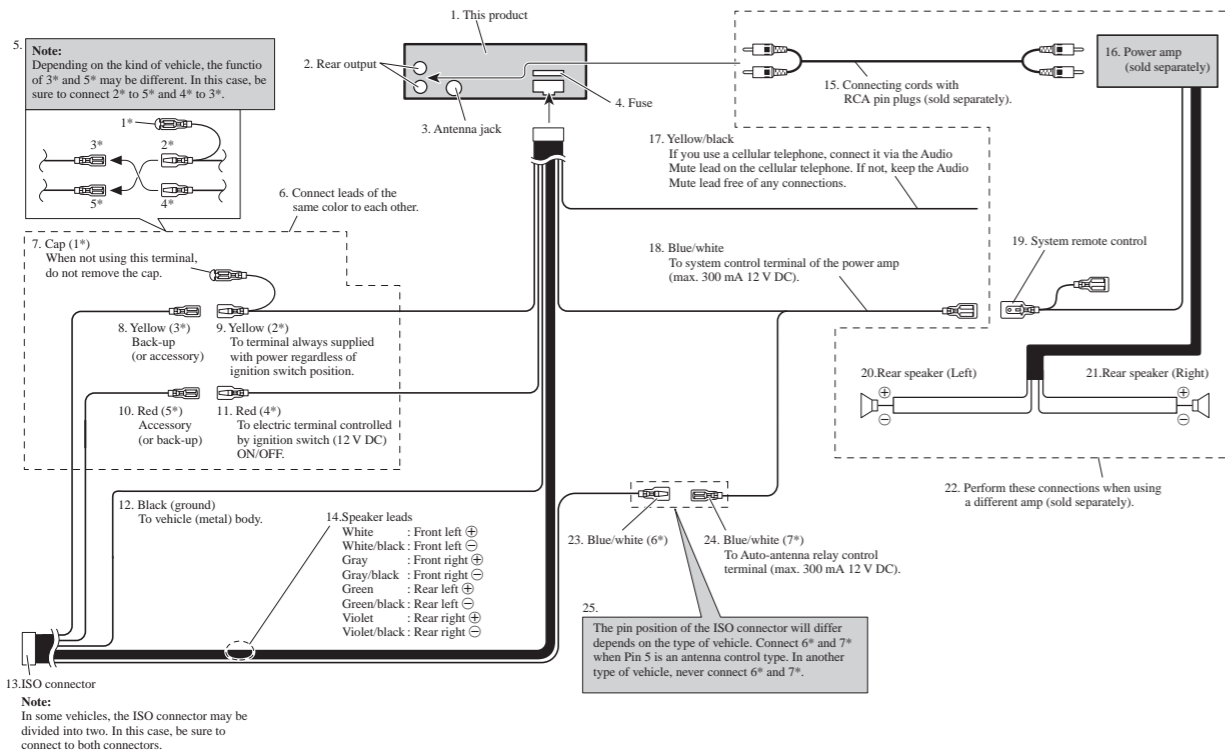 1. This product
2. Rear output
3. Antenna jack
4. Fuse
5.
Note:
Depending on the kind of vehicle, the functio
of 3* and 5* may be different. In this case, be
sure to connect 2* to 5* and 4* to 3*.
1*
3*
2*
5*
4*
6. Connect leads of the
same color to each other.
7. Cap (1*)
When not using this terminal,
do not remove the cap.
8. Yellow (3*)
Back-up
(or accessory)
9. Yellow (2*)
To terminal always supplied
with power regardless of
ignition switch position.
10. Red (5*)
Accessory
(or back-up)
11. Red (4*)
To electric terminal controlled
by ignition switch (12 V DC)
ON/OFF.
12. Black (ground)
To vehicle (metal) body.
13.ISO connector
Note:
In some vehicles, the ISO connector may be
divided into two. In this case, be sure to
connect to both connectors.
14.Speaker leads
White : Front left ⊕
White/black : Front left ⊖
Gray : Front right ⊕
Gray/black : Front right ⊖
Green : Rear left ⊕
Green/black : Rear left ⊖
Violet : Rear right ⊕
Violet/black : Rear right ⊖
15. Connecting cords with
RCA pin plugs (sold separately).
16. Power amp
(sold separately)
17. Yellow/black
If you use a cellular telephone, connect it via the Audio
Mute lead on the cellular telephone. If not, keep the Audio
Mute lead free of any connections.
18. Blue/white
To system control terminal of the power amp
(max. 300 mA 12 V DC).
19. System remote control
20.Rear speaker (Left)
⊕
⊖
21.Rear speaker (Right)
⊕
⊖
22. Perform these connections when using
a different amp (sold separately).
23. Blue/white (6*)
24. Blue/white (7*)
To Auto-antenna relay control
terminal (max. 300 mA 12 V DC).
25.
The pin position of the ISO connector will differ
depends on the type of vehicle. Connect 6* and 7*
when Pin 5 is an antenna control type. In another
type of vehicle, never connect 6* and 7*.